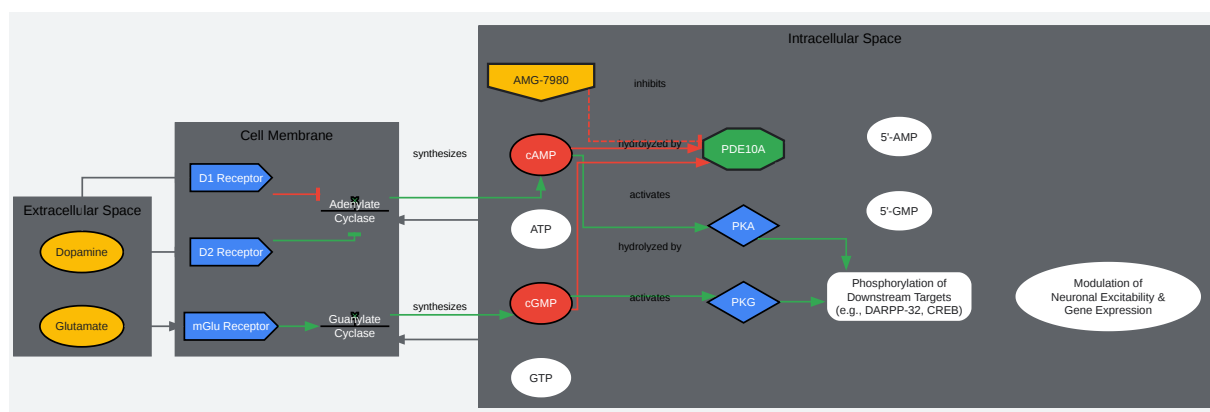 Intracellular Space
AMG-7980
inhibits
Cell Membrane
synthesizes
cAMP
hydrolyzed by
PDE10A
5'-AMP
D1 Receptor
activates
Extracellular Space
Adenylate
Cyclase
ATP
PKA
5'-GMP
Dopamine
D2 Receptor
hydrolyzed by
Phosphorylation of
Downstream Targets
(e.g., DARPP-32, CREB)
Modulation of
Neuronal Excitability &
Gene Expression
Glutamate
mGlu Receptor
Guanylate
Cyclase
synthesizes
cGMP
activates
PKG
GTP